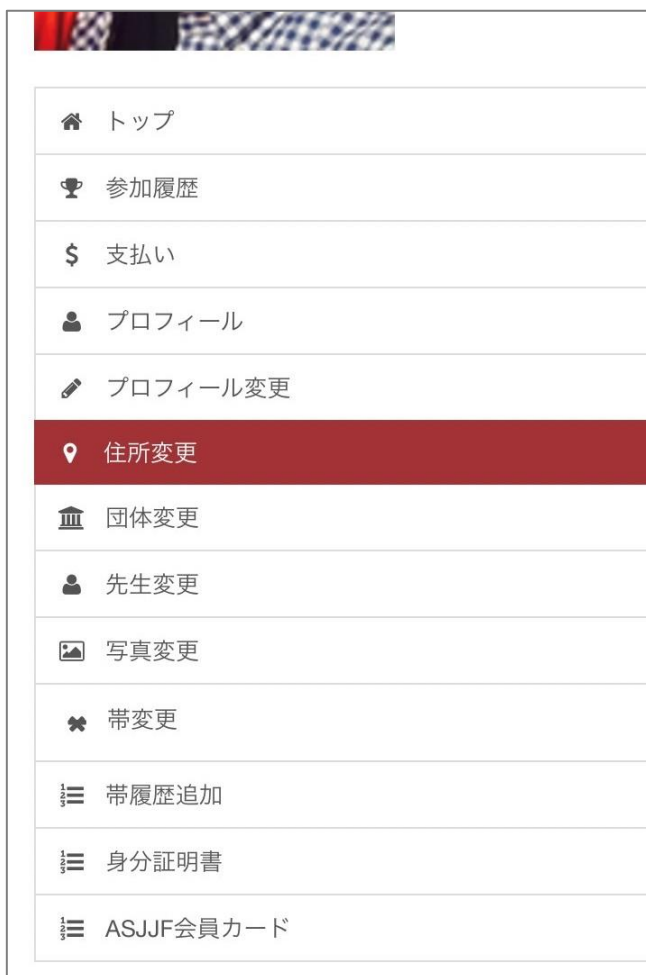 トップ
参加履歴
支払い
プロフィール
プロフィール変更
住所変更
団体変更
先生変更
写真変更
帯変更
帯履歴追加
身分証明書
ASJJF会員カード